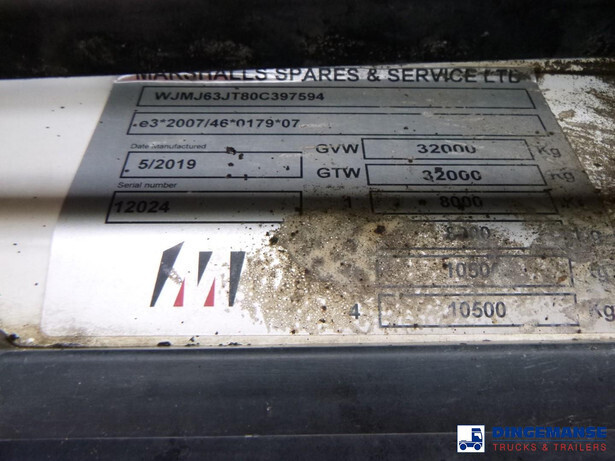 MARSHALLS SPARES & SERVICE LTD
WJMJ63JT80C397594
e3*2007/46*0179*07
Date Manufactured GVW 32000 Kg
5/2019 GTW 32000 Kg
Serial number
12024 1 8000
10500
4 10500 Kg
DINGEMANSE
TRUCKS & TRAILERS